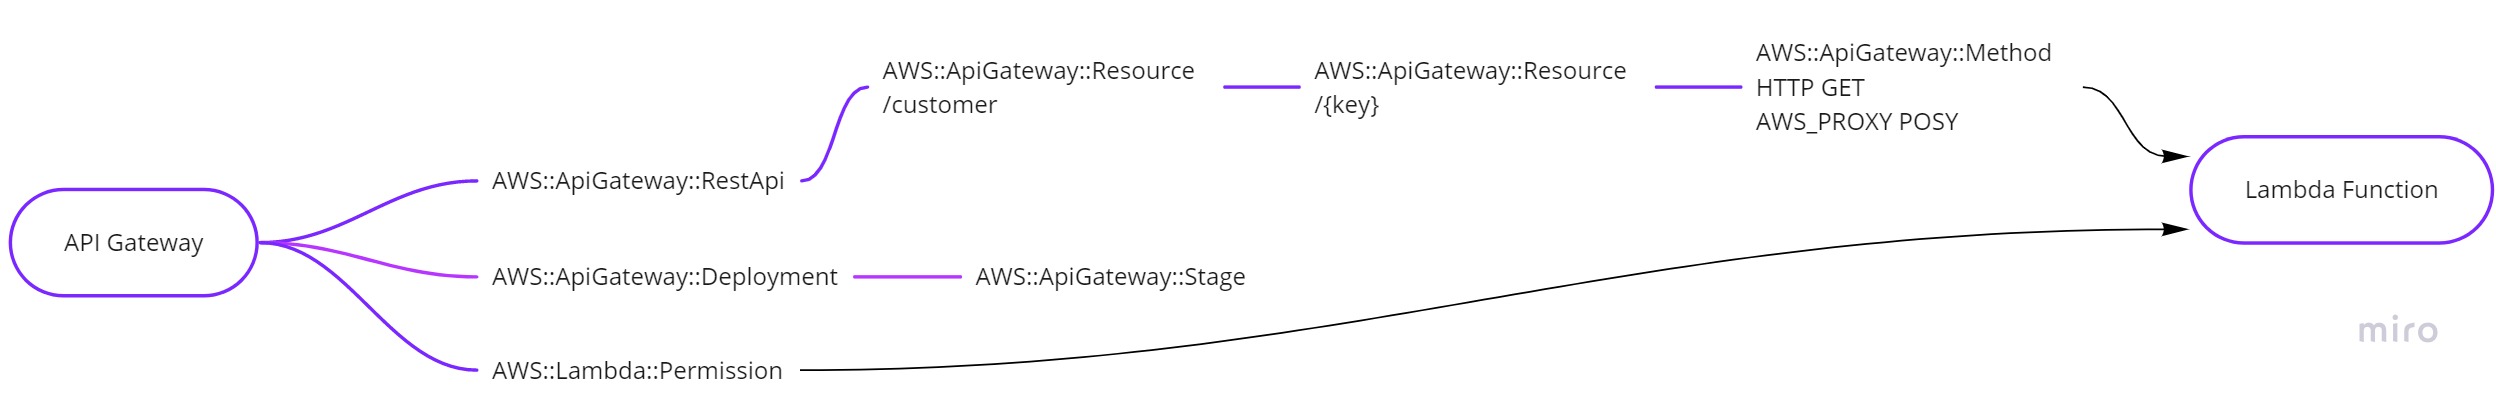 API Gateway
AWS::ApiGateway::RestApi
AWS::ApiGateway::Resource
/customer
AWS::ApiGateway::Resource
/{key}
AWS::ApiGateway::Method
HTTP GET
AWS_PROXY POSY
AWS::ApiGateway::Deployment
AWS::ApiGateway::Stage
AWS::Lambda::Permission
Lambda Function
miro